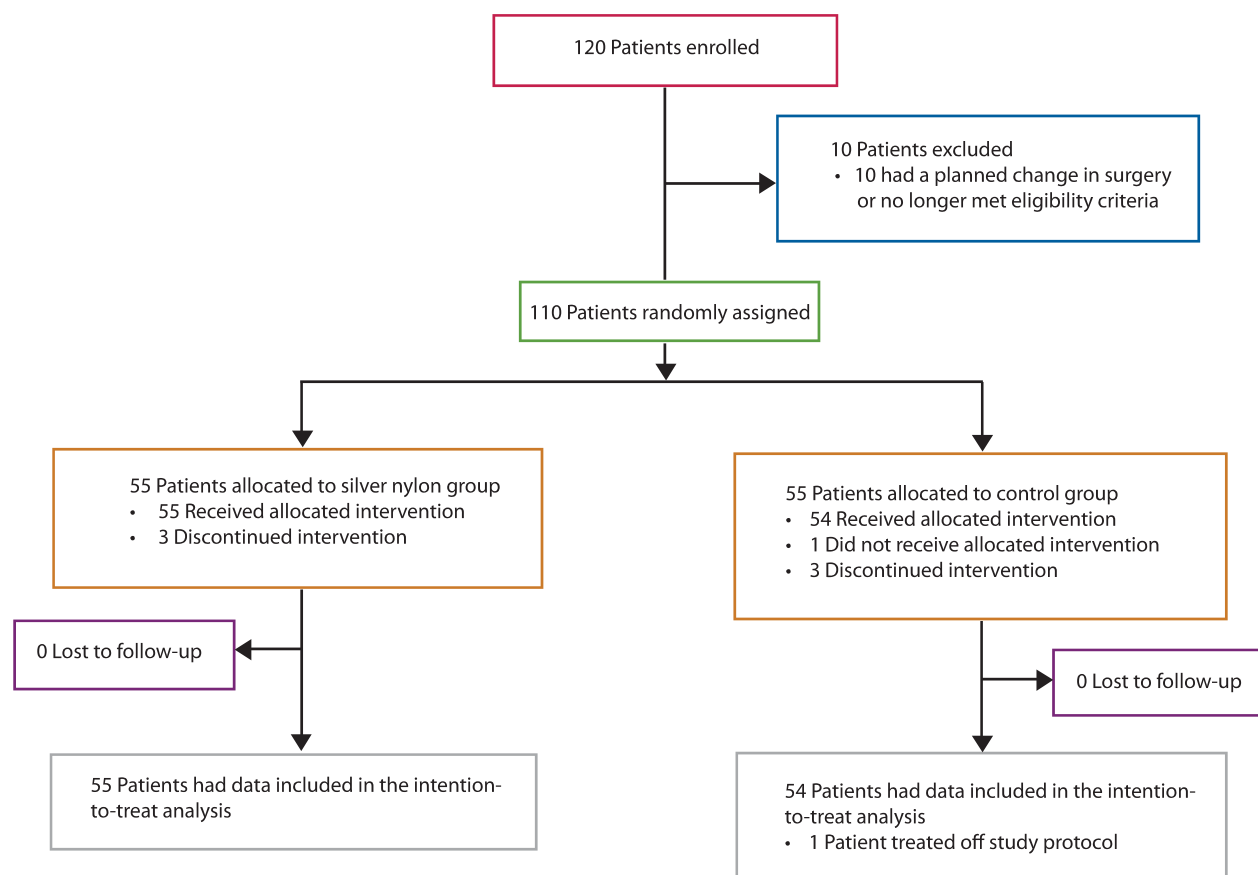 120 Patients enrolled
10 Patients excluded
• 10 had a planned change in surgery
or no longer met eligibility criteria
110 Patients randomly assigned
55 Patients allocated to silver nylon group
• 55 Received allocated intervention
• 3 Discontinued intervention
55 Patients allocated to control group
• 54 Received allocated intervention
• 1 Did not receive allocated intervention
• 3 Discontinued intervention
0 Lost to follow-up
0 Lost to follow-up
55 Patients had data included in the intention-
to-treat analysis
54 Patients had data included in the intention-
to-treat analysis
• 1 Patient treated off study protocol